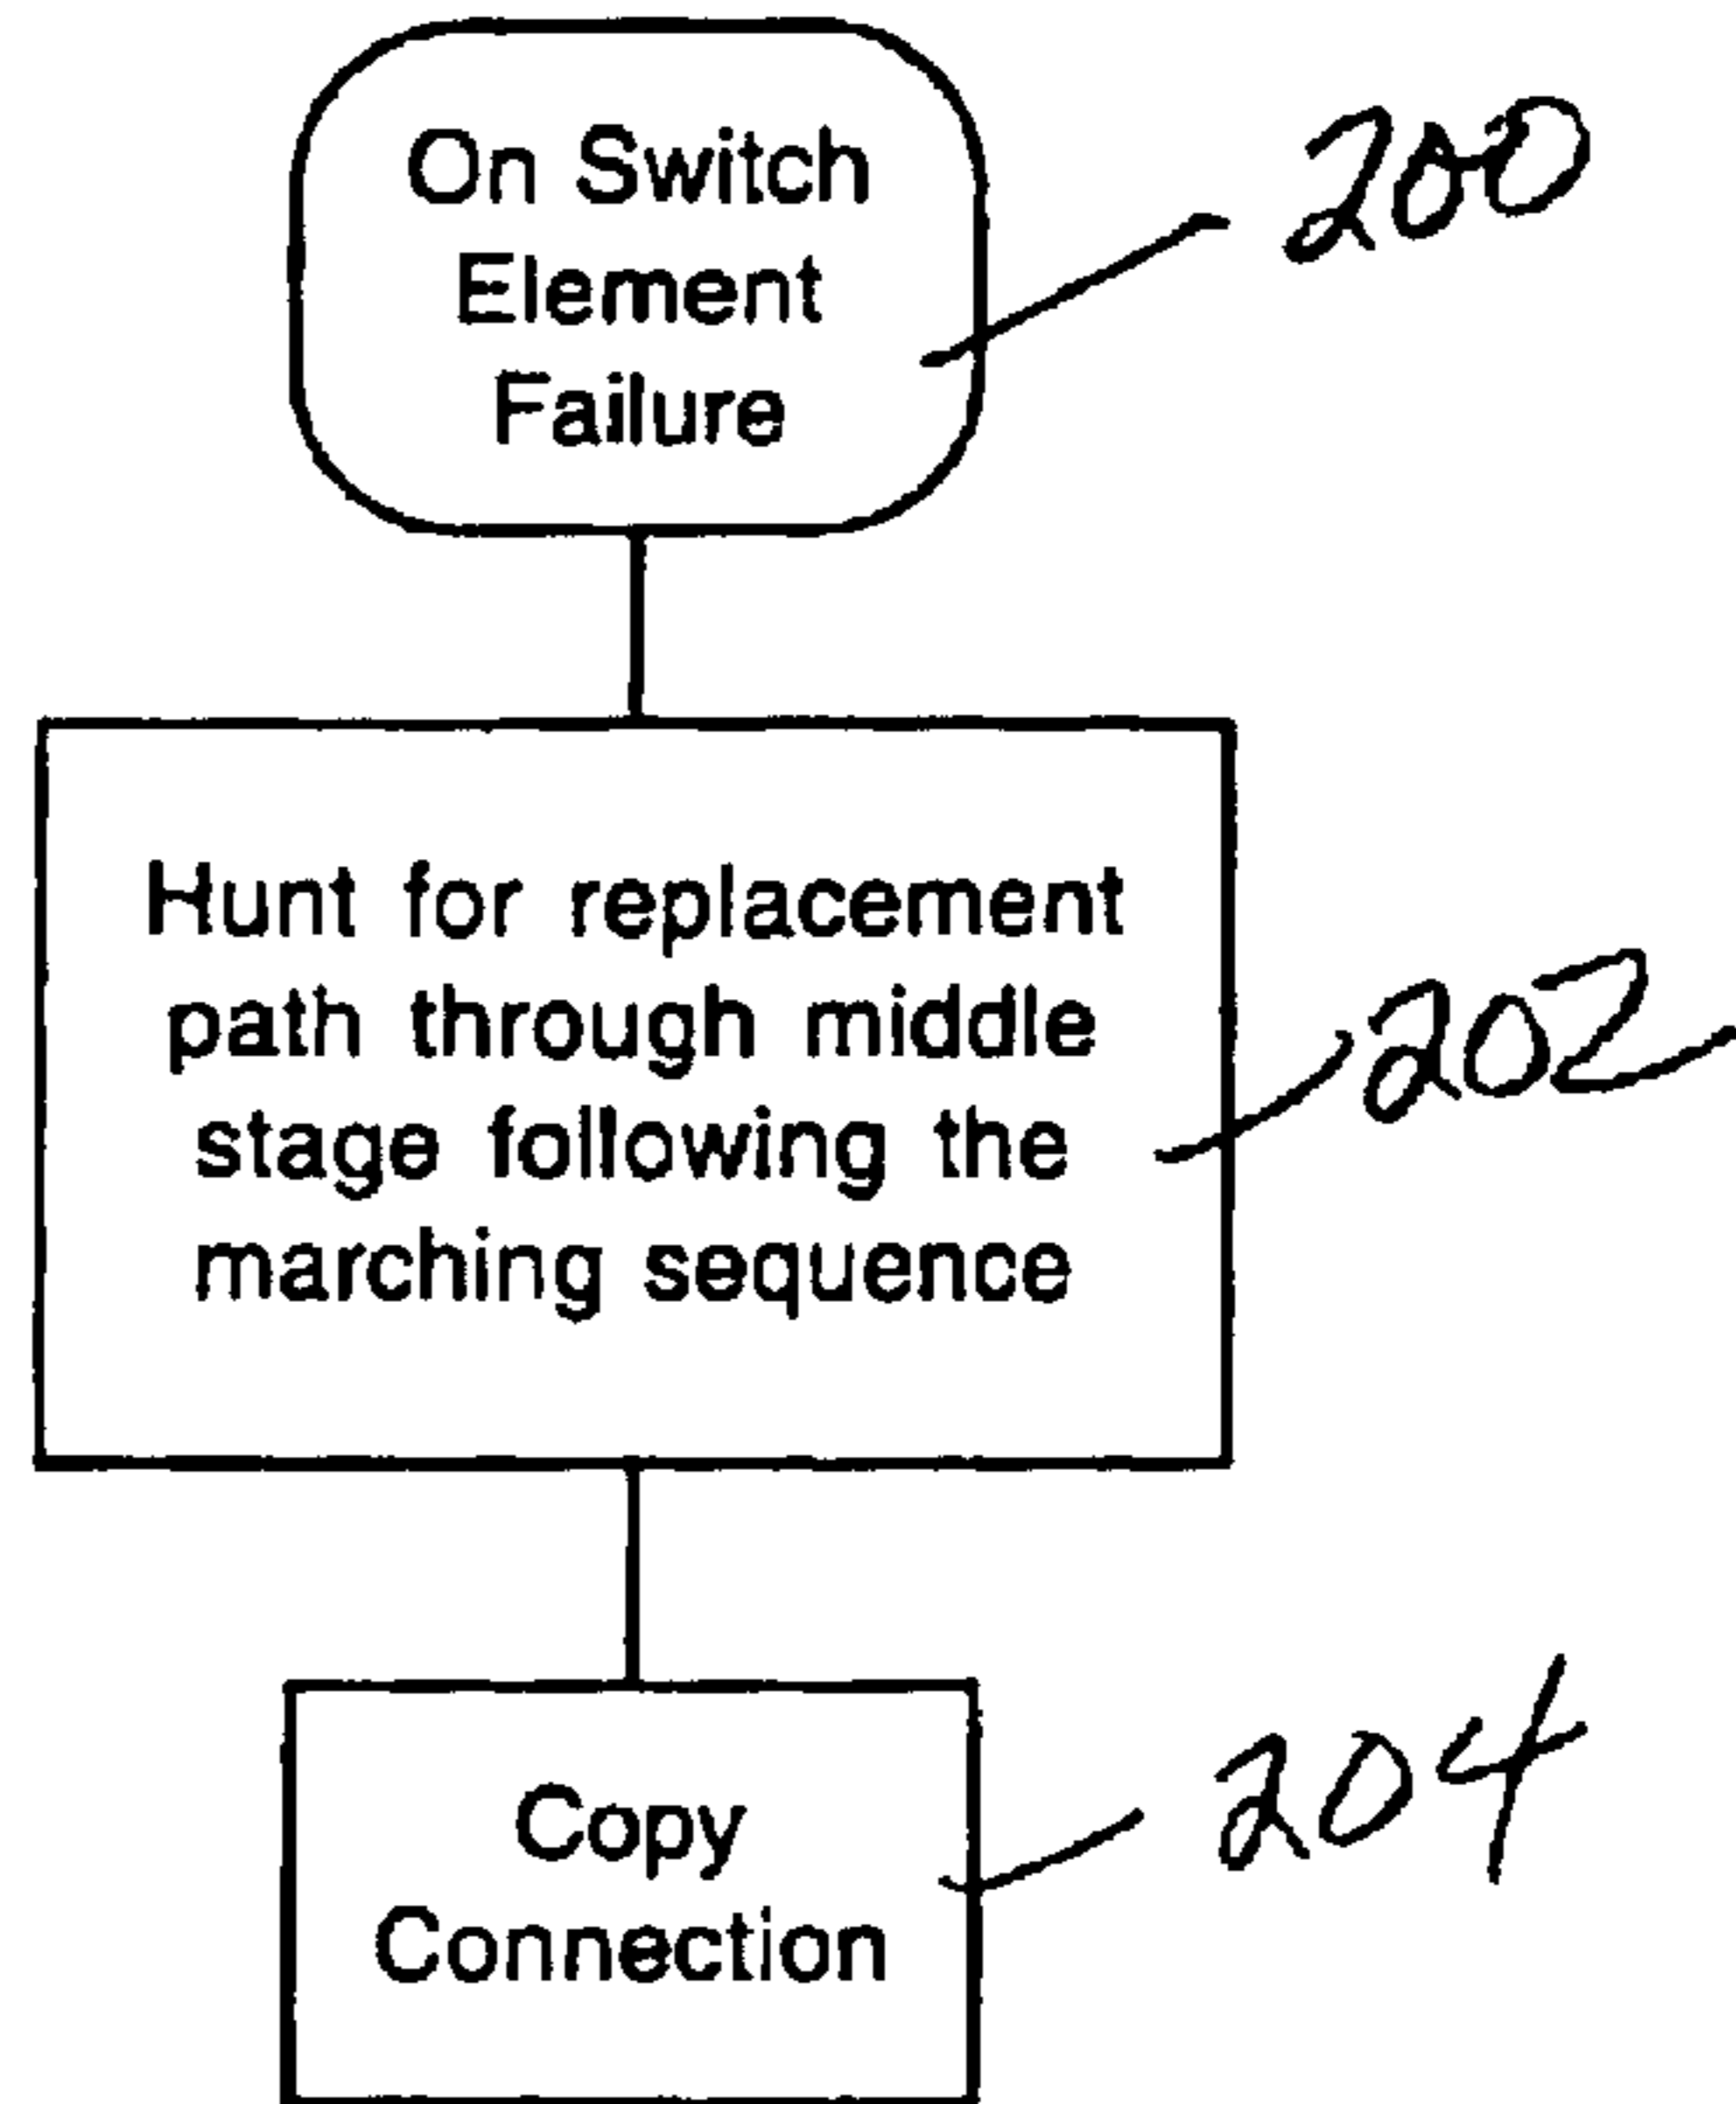 On Switch
Element
Failure
200
Hunt for replacement
path through middle
stage following the
marching sequence
202
Copy
Connection
204